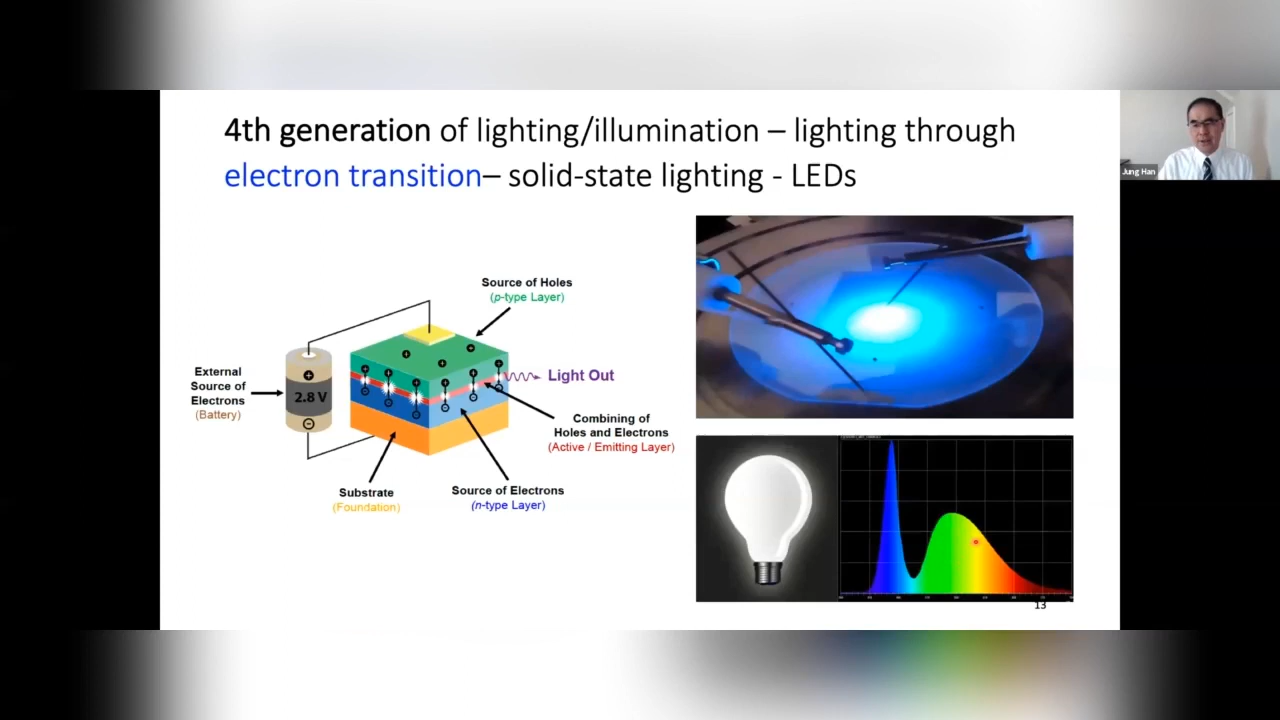 4th generation of lighting/illumination – lighting through
electron transition– solid-state lighting - LEDs
Jung Han
Source of Holes
(p-type Layer)
External
Source of
Electrons
(Battery)
2.8 V
Light Out
Combining of
Holes and Electrons
(Active / Emitting Layer)
Substrate
(Foundation)
Source of Electrons
(n-type Layer)
13